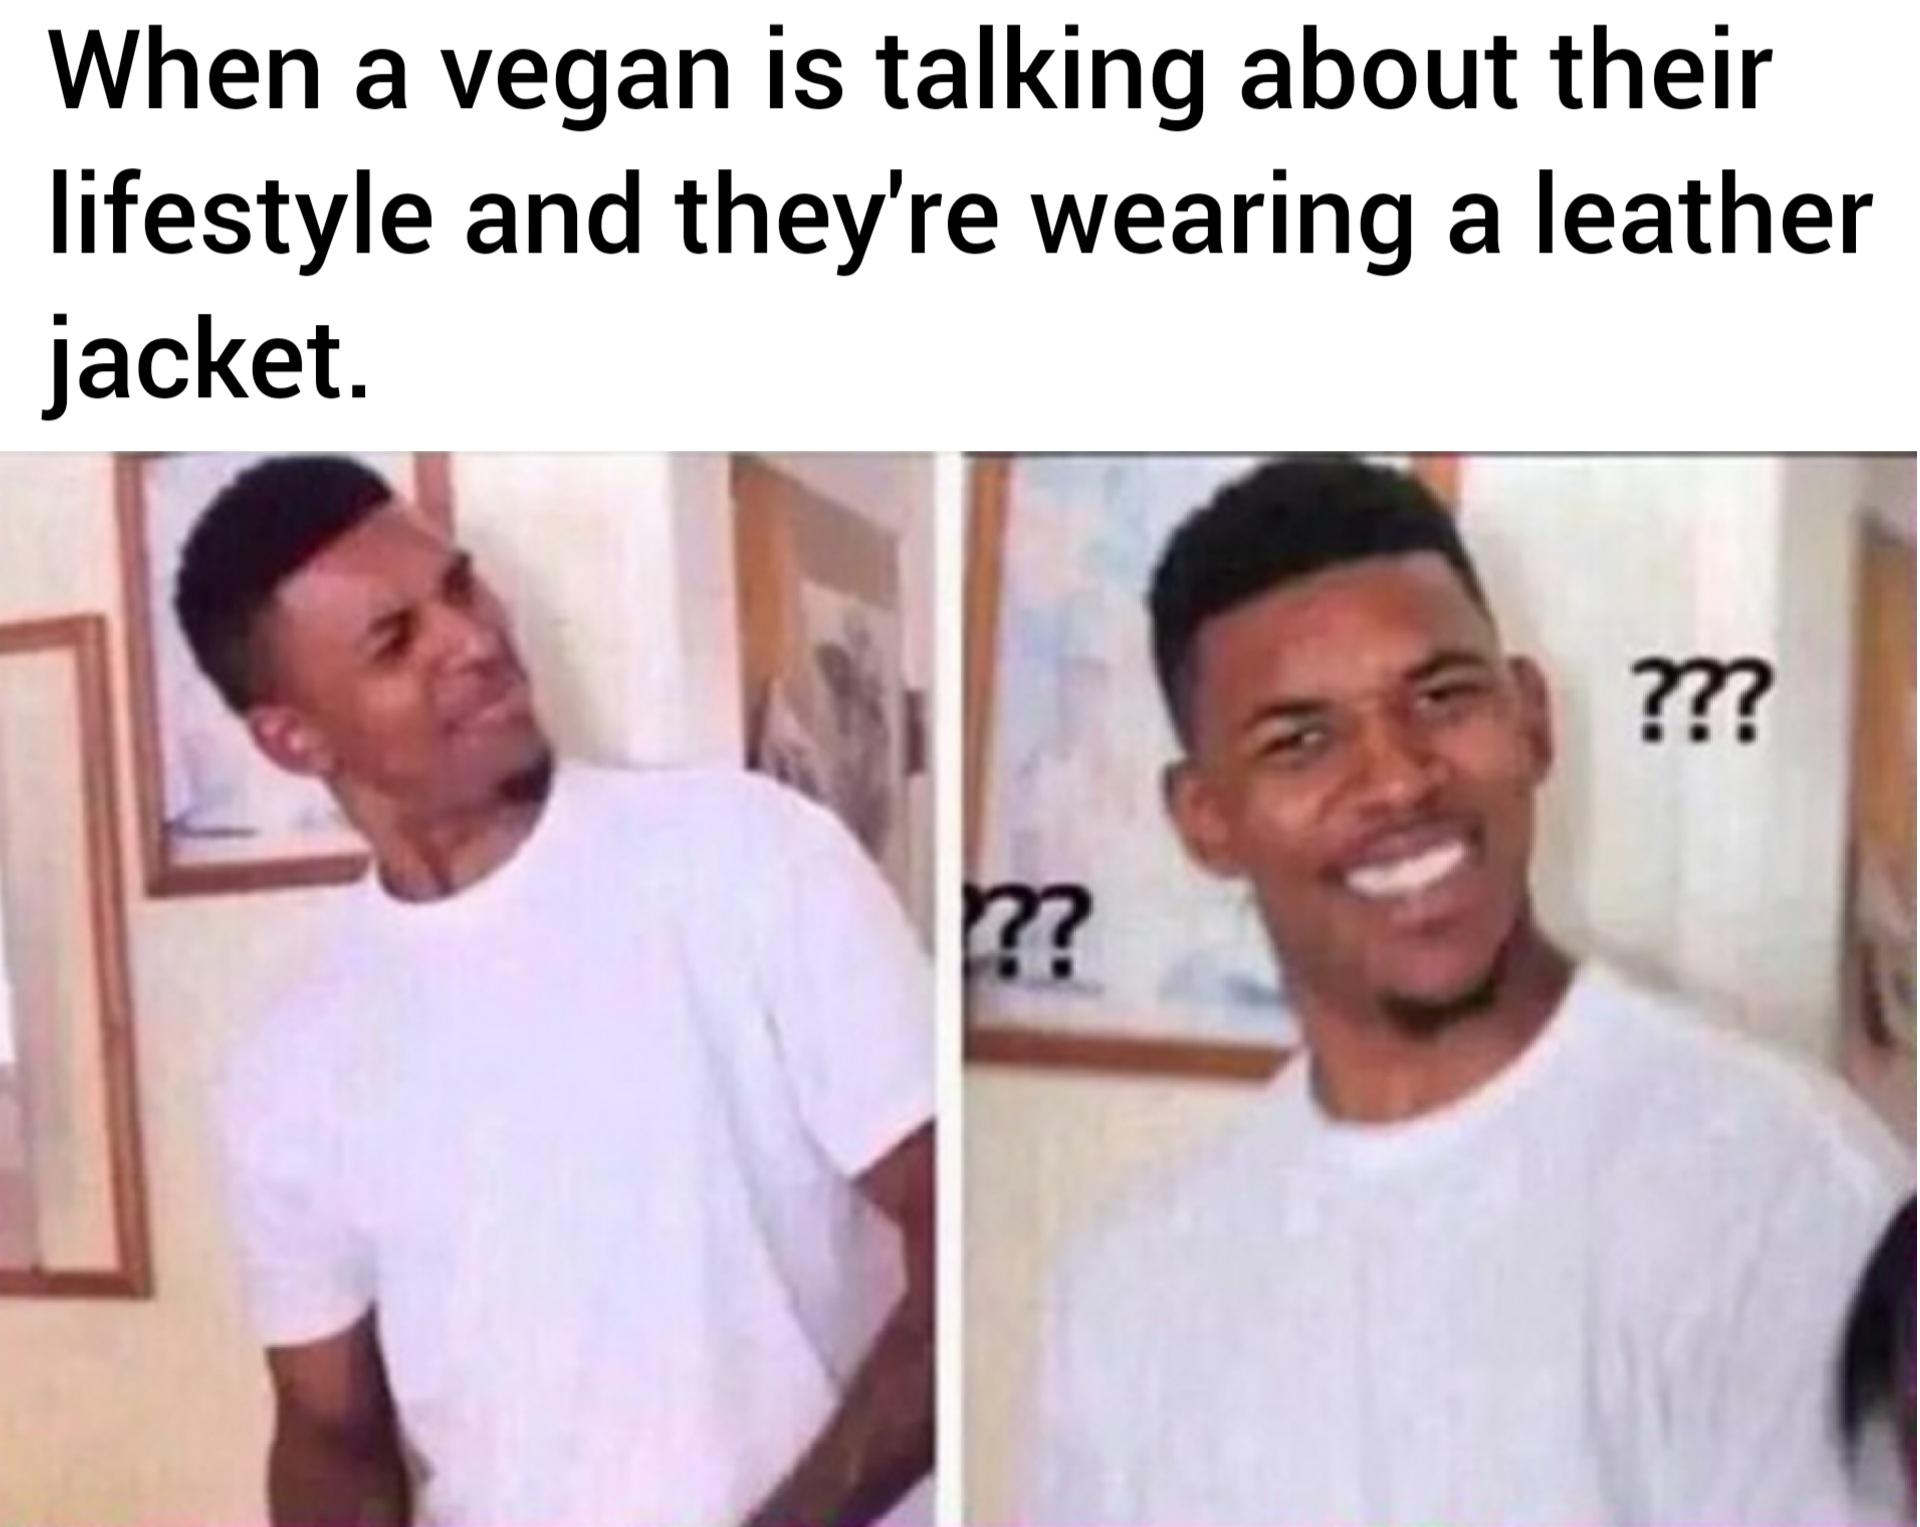 When a vegan is talking about their
lifestyle and they're wearing a leather
jacket.
???
???